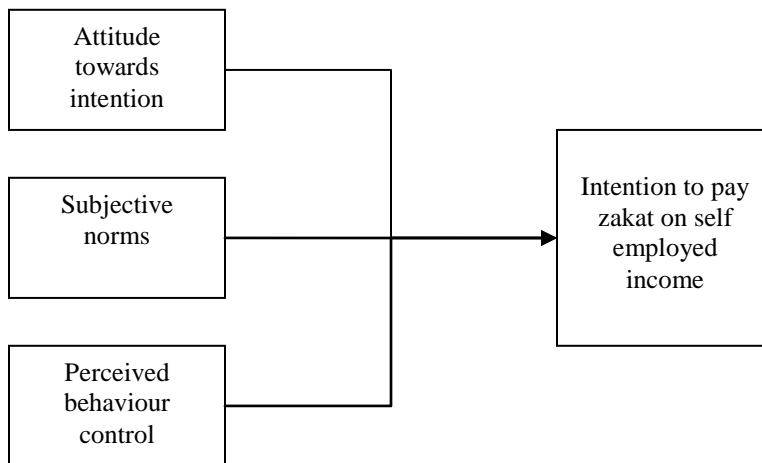 Attitude
towards
intention
Subjective
norms
Perceived
behaviour
control
Intention to pay
zakat on self
employed
income